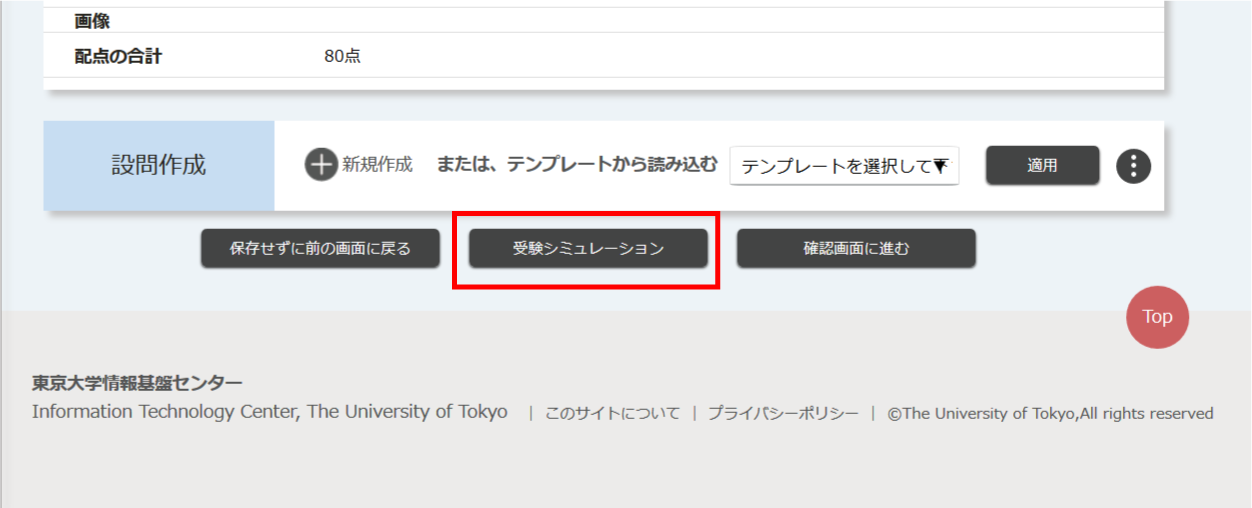 画像
配点の合計 80点
設問作成 新規作成 または、テンプレートから読み込む テンプレートを選択して 適用
保存せずに前の画面に戻る 受験シミュレーション 確認画面に進む
Top
東京大学情報基盤センター
Information Technology Center, The University of Tokyo | このサイトについて | プライバシーポリシー | ©The University of Tokyo,All rights reserved